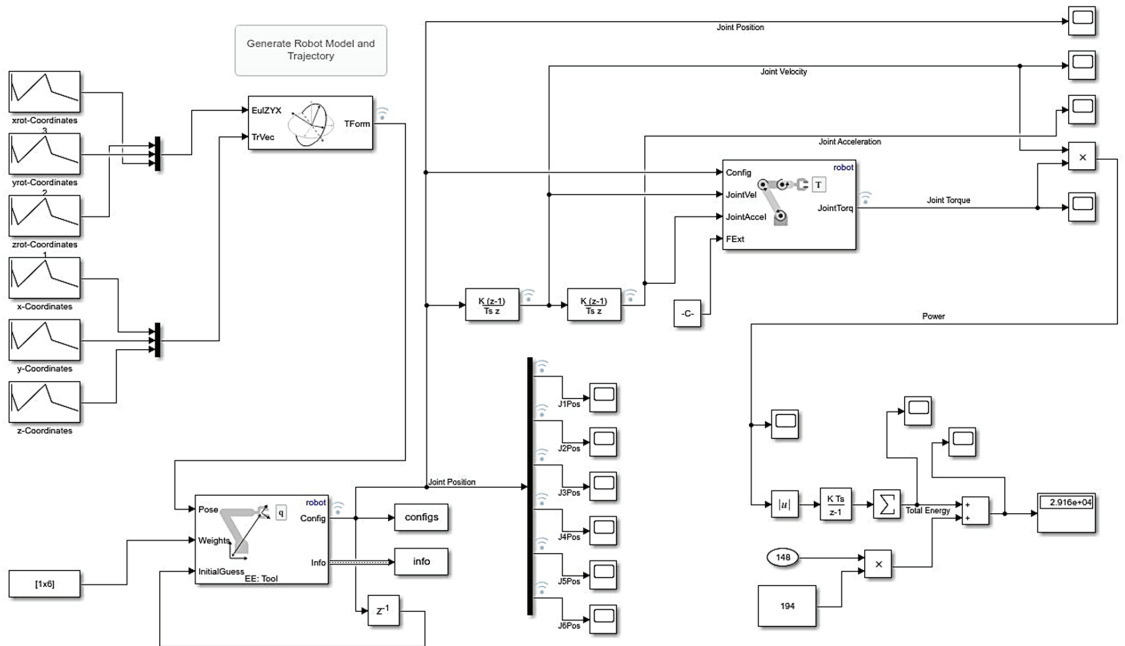 Generate Robot Model and
Trajectory
xrot-Coordinates
3
yrot-Coordinates
2
zrot-Coordinates
1
x-Coordinates
y-Coordinates
z-Coordinates
EulZYX
TrVec
TForm
Joint Position
Joint Velocity
Joint Acceleration
robot
Config
JointVel
JointAccel
FExt
T
JointTorq
Joint Torque
×
K (z-1)
Ts z
K (z-1)
Ts z
-C-
Power
J1Pos
J2Pos
J3Pos
J4Pos
J5Pos
J6Pos
Joint Position
robot
Pose
Weights
InitialGuess
q
Config
Info
EE: Tool
configs
info
[1x6]
z-1
|u|
K Ts
z-1
Σ
Total Energy
+
+
2.916e+04
148
×
194